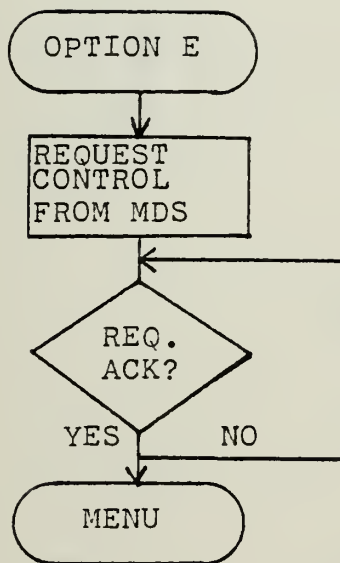 OPTION E
REQUEST
CONTROL
FROM MDS
REQ.
ACK?
YES NO
MENU